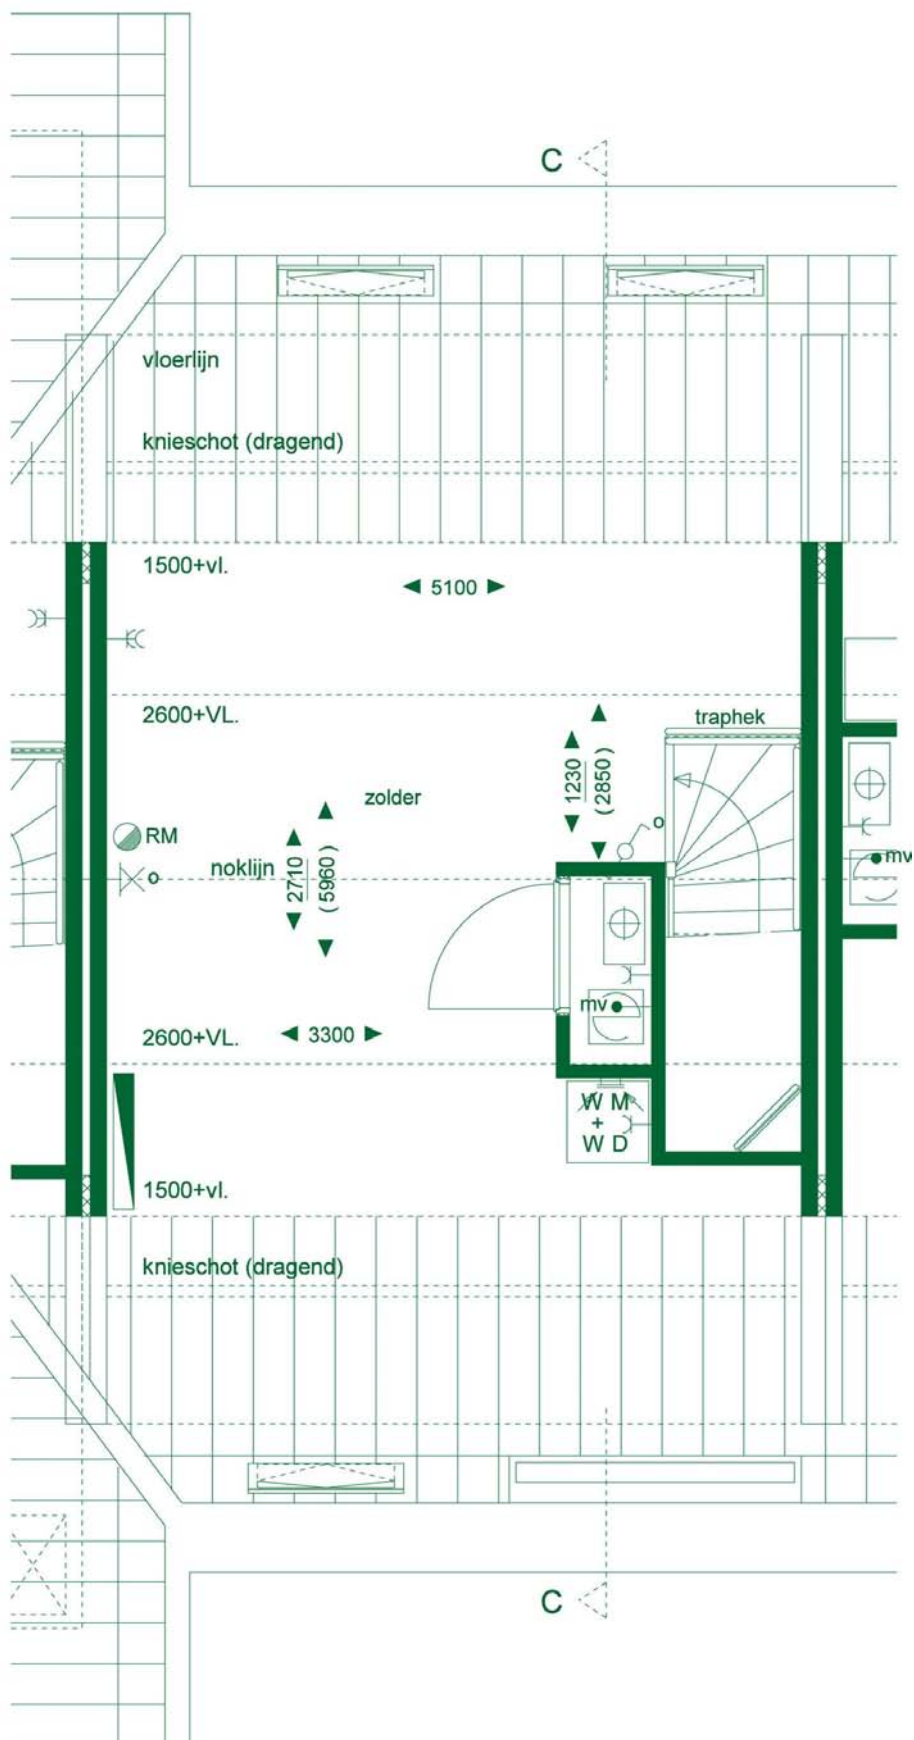 C
vloerlijn
knieschot (dragend)
1500+vl.
5100
2600+VL.
traphek
1230
(2850)
zolder
o
RM
noklijn
o
2710
(5960)
mv
mv
2600+VL.
3300
W M
+
W D
1500+vl.
knieschot (dragend)
C